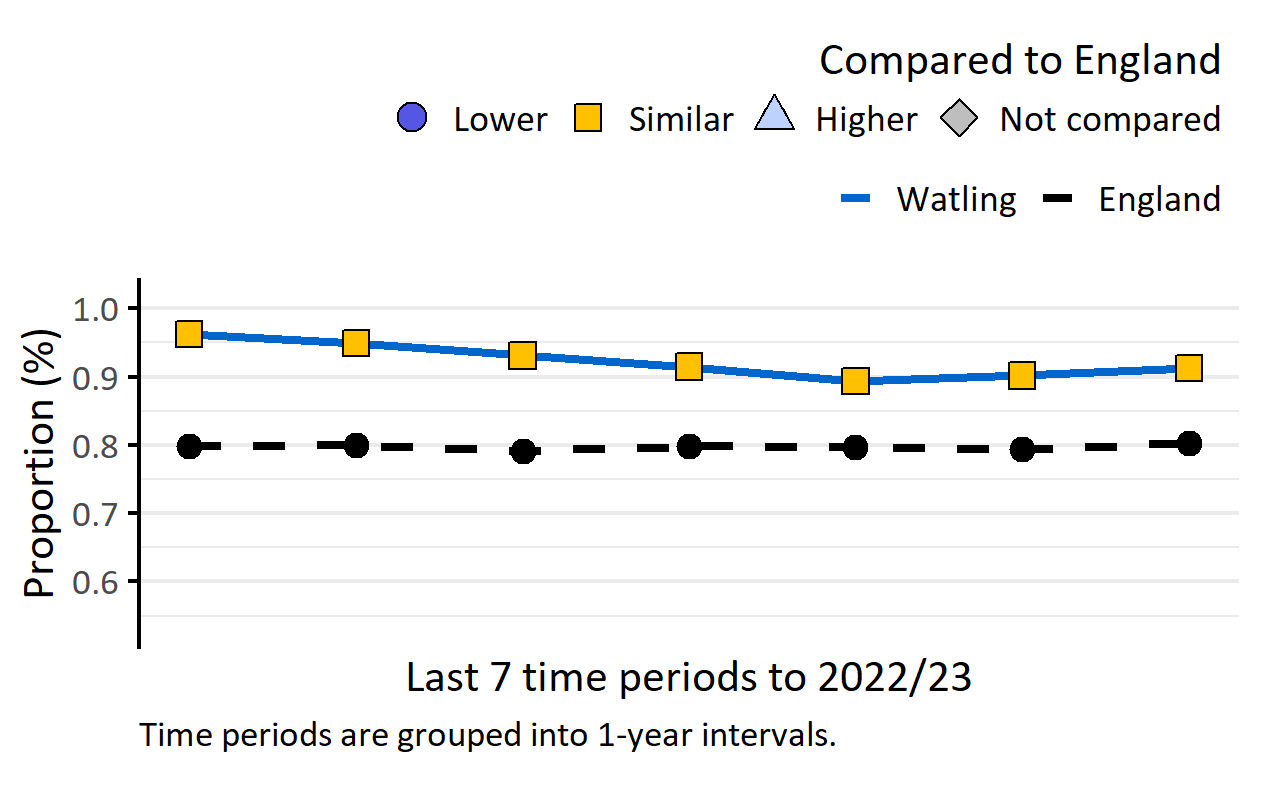 Compared to England
Lower Similar Higher Not compared
Watling England
Proportion (%)
1.0
0.9
0.8
0.7
0.6
Last 7 time periods to 2022/23
Time periods are grouped into 1-year intervals.